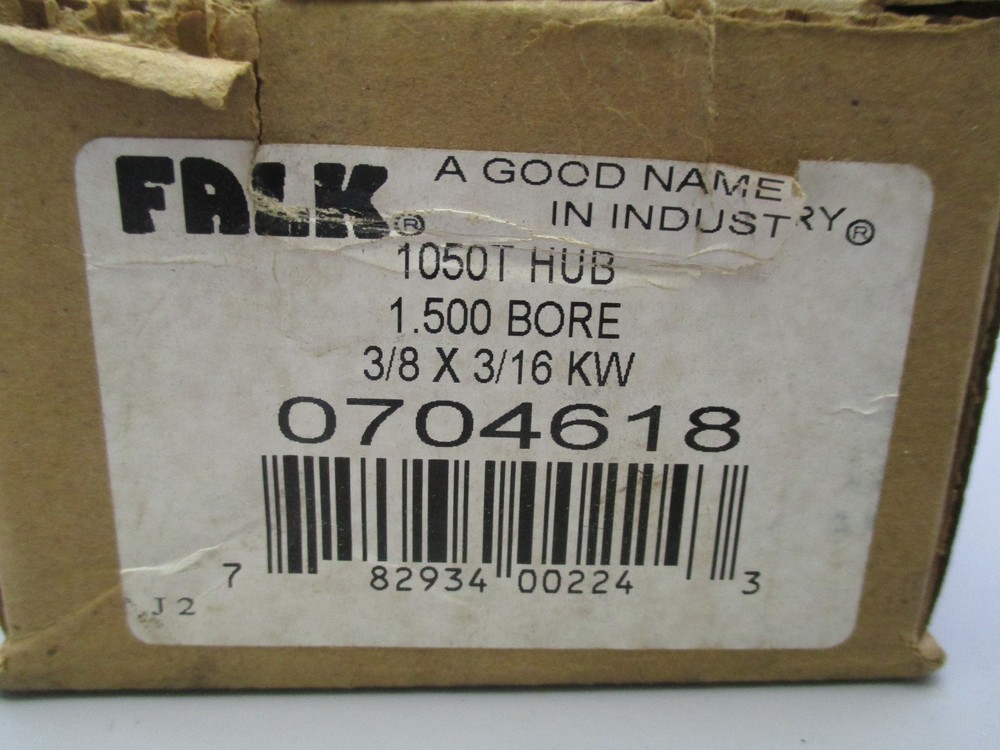 FALK® A GOOD NAME
IN INDUSTRY®
1050T HUB
1.500 BORE
3/8 X 3/16 KW
0704618
7 82934 00224 3
J 2